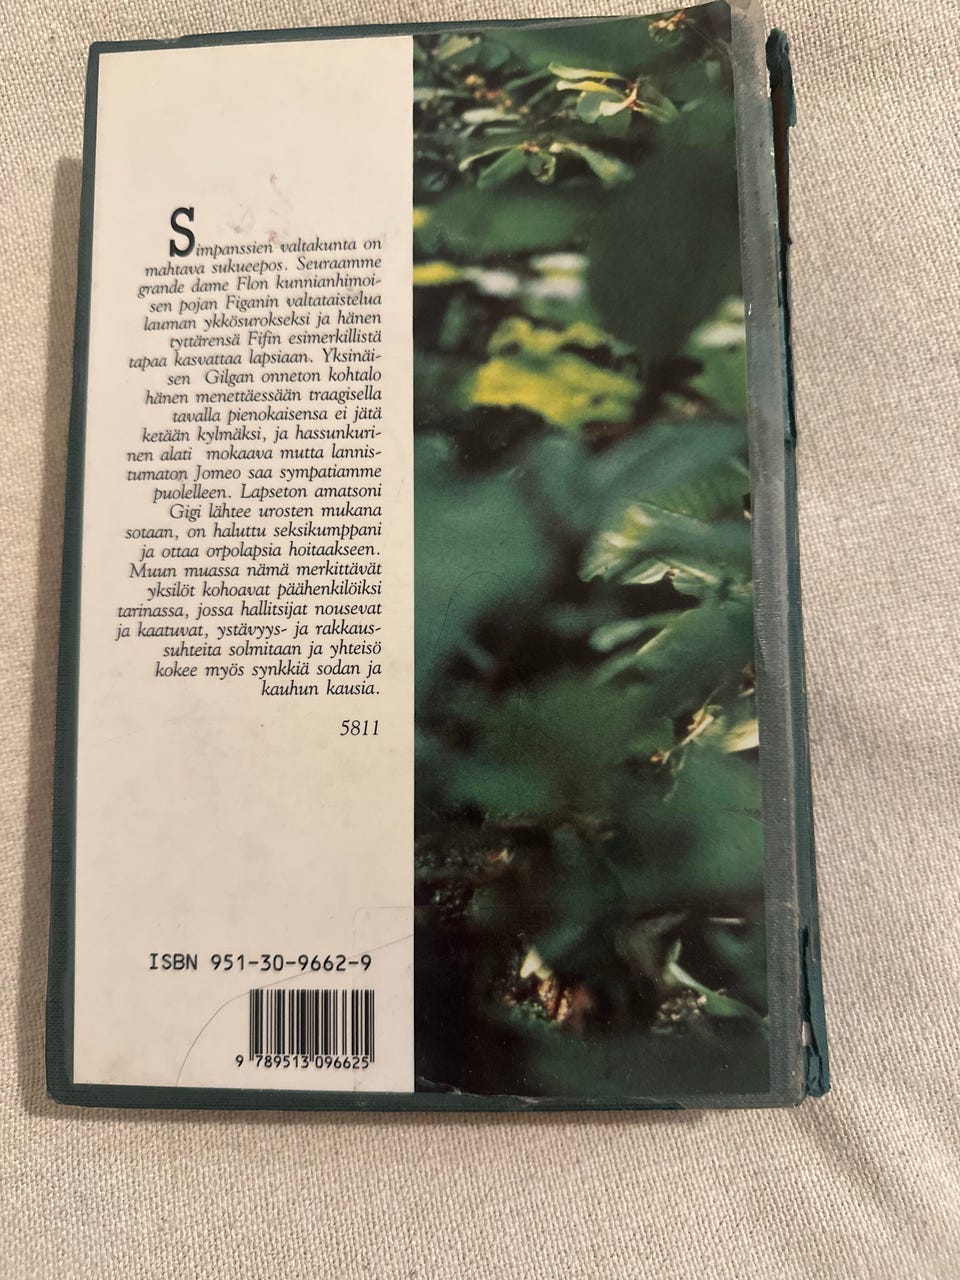 Simpanssien valtakunta on
mahtava sukueepos. Seuraamme
grande dame Flon kunnianhimoi-
sen pojan Figanin valtataistelua
lauman ykkösurokseksi ja hänen
tyttärensä Fifin esimerkillistä
tapaa kasvattaa lapsiaan. Yksinäi-
sen Gilgan onneton kohtalo
hänen menettäessään traagisella
tavalla pienokaisensa ei jätä
ketään kylmäksi, ja hassunkuri-
nen alati mokaava mutta lannis-
tumaton Jomeo saa sympatiamme
puolelleen. Lapseton amatsoni
Gigi lähtee urosten mukana
sotaan, on haluttu seksikumppani
ja ottaa orpolapsia hoitaakseen.
Muun muassa nämä merkittävät
yksilöt kohoavat päähenkilöiksi
tarinassa, jossa hallitsijat nousevat
ja kaatuvat, ystävyys- ja rakkaus-
suhteita solmitaan ja yhteisö
kokee myös synkkiä sodan ja
kauhun kausia.
5811
ISBN 951-30-9662-9
9 789513 096625